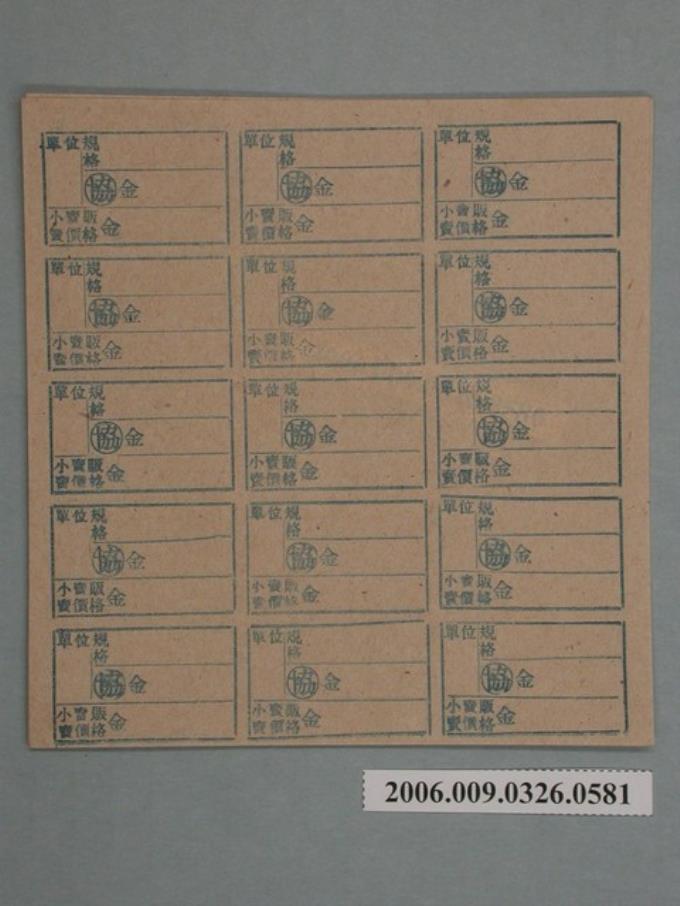 單位規
格
協金
小賣販
賣價格金
單位規
格
協金
小賣販
賣價格金
單位規
格
協金
小賣販
賣價格金
單位規
格
協金
小賣販
賣價格金
單位規
格
協金
小賣販
賣價格金
單位規
格
協金
小賣販
賣價格金
單位規
格
協金
小賣販
賣價格金
單位規
格
協金
小賣販
賣價格金
單位規
格
協金
小賣販
賣價格金
單位規
格
協金
小賣販
賣價格金
單位規
格
協金
小賣販
賣價格金
單位規
格
協金
小賣販
賣價格金
單位規
格
協金
小賣販
賣價格金
單位規
格
協金
小賣販
賣價格金
單位規
格
協金
小賣販
賣價格金
2006.009.0326.0581